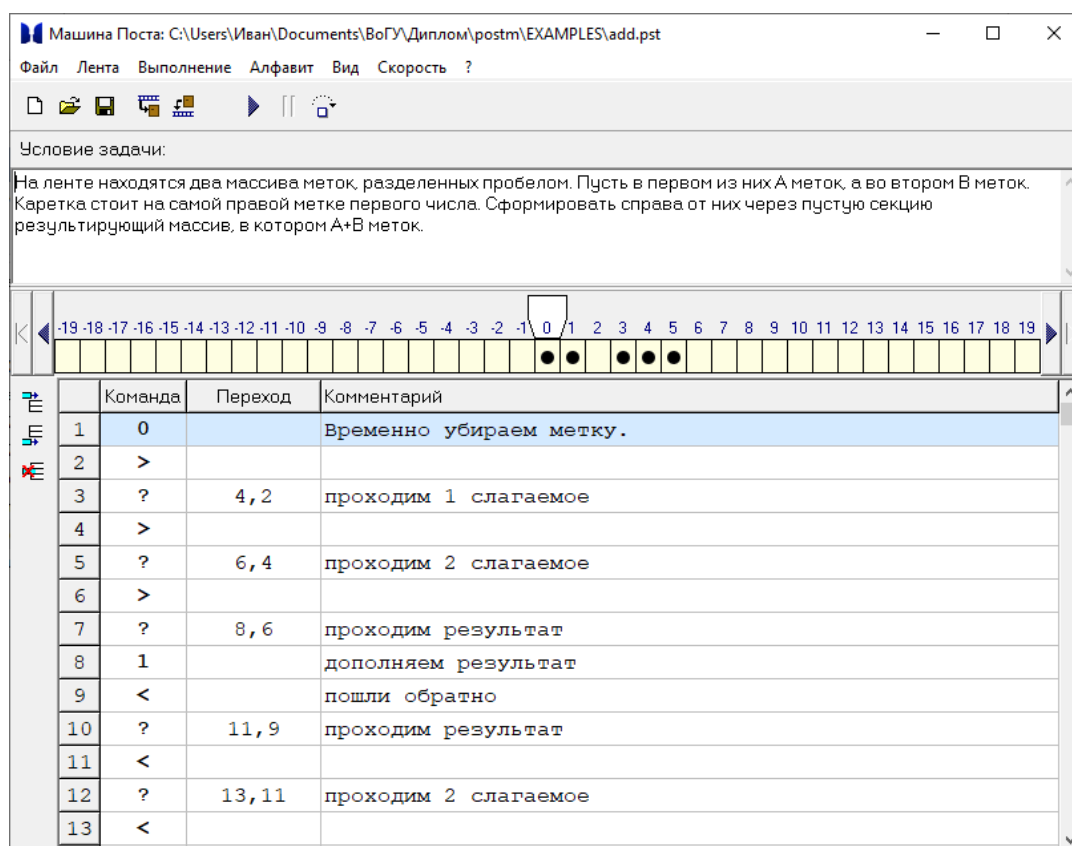 Машина Поста: C:\Users\Иван\Documents\ВоГУ\Диплом\postm\EXAMPLES\add.pst
Файл Лента Выполнение Алфавит Вид Скорость ?
Условие задачи:
На ленте находятся два массива меток, разделенных пробелом. Пусть в первом из них A меток, а во втором B меток.
Каретка стоит на самой правой метке первого числа. Сформировать справа от них через пустую секцию
результирующий массив, в котором A+B меток.
-19 -18 -17 -16 -15 -14 -13 -12 -11 -10 -9 -8 -7 -6 -5 -4 -3 -2 -1 0 1 2 3 4 5 6 7 8 9 10 11 12 13 14 15 16 17 18 19
Команда Переход Комментарий
1 0 Временно убираем метку.
2 >
3 ? 4,2 проходим 1 слагаемое
4 >
5 ? 6,4 проходим 2 слагаемое
6 >
7 ? 8,6 проходим результат
8 1 дополняем результат
9 < пошли обратно
10 ? 11,9 проходим результат
11 <
12 ? 13,11 проходим 2 слагаемое
13 <